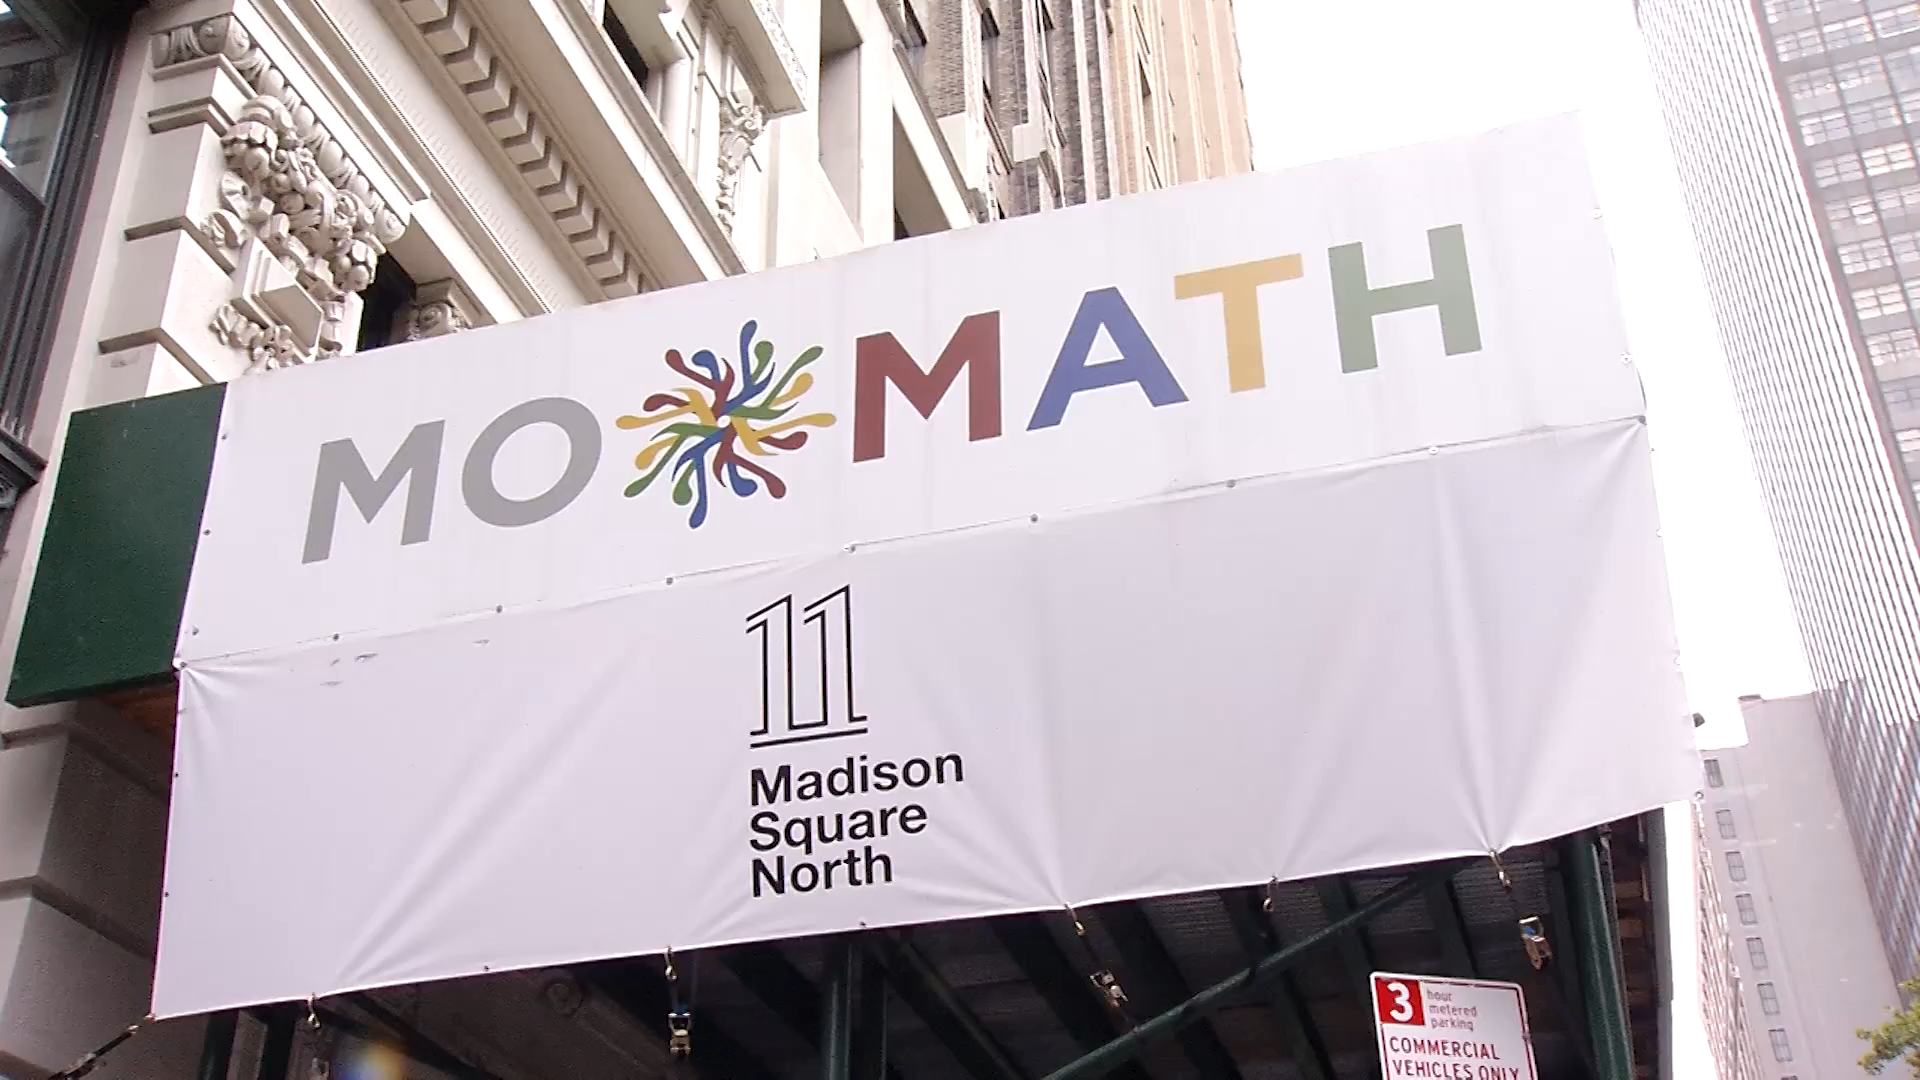 MO MATH
11
Madison
Square
North
3 hour
metered
parking
COMMERCIAL
VEHICLES ONLY